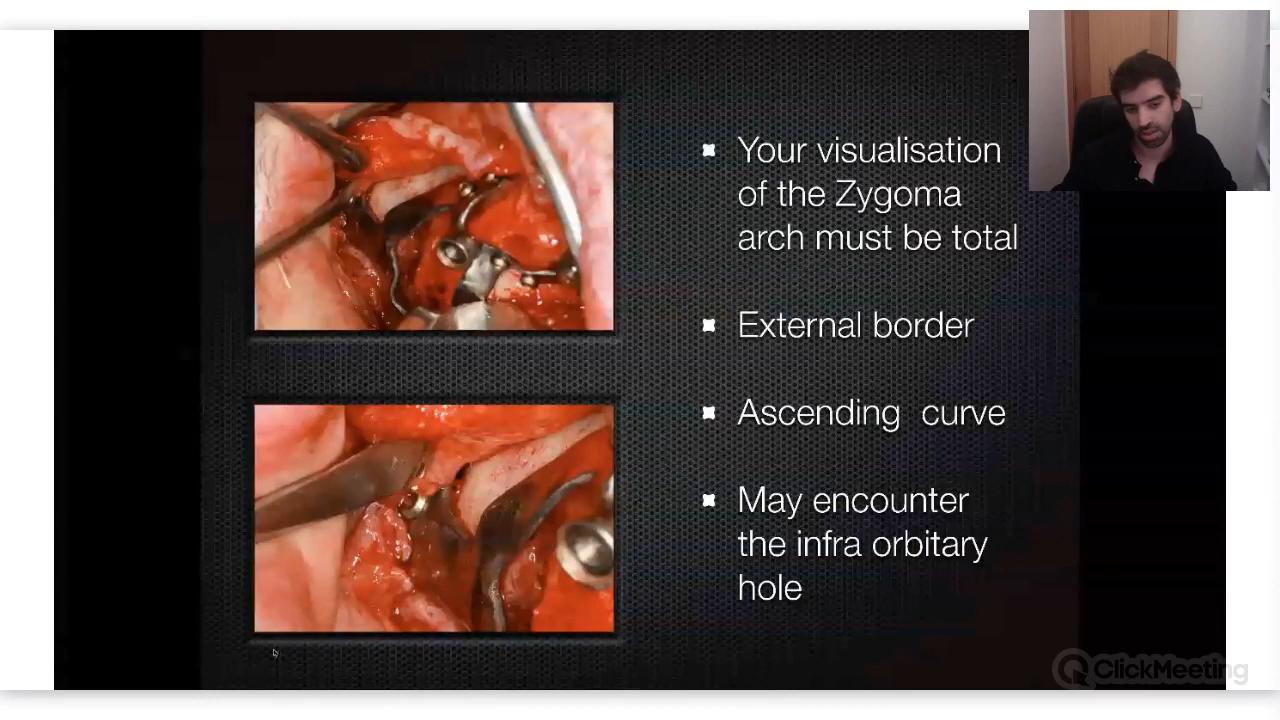 Your visualisation
of the Zygoma
arch must be total
External border
Ascending curve
May encounter
the infra orbitary
hole
ClickMeeting